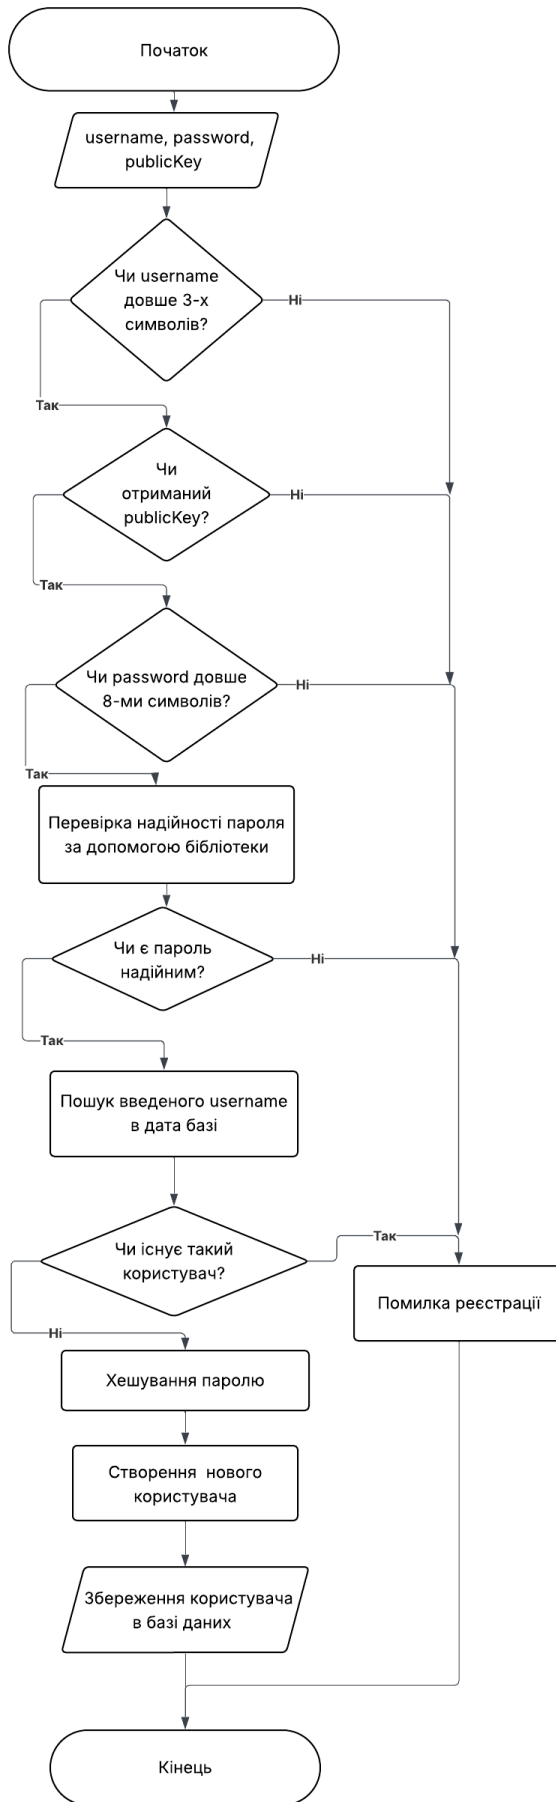 Початок
username, password,
publicKey
Чи username
довше 3-х
символів?
Ні
Так
Чи
отриманий
publicKey?
Ні
Так
Чи password довше
8-ми символів?
Ні
Так
Перевірка надійності пароля
за допомогою бібліотеки
Чи є пароль
надійним?
Ні
Так
Пошук введеного username
в дата базі
Чи існує такий
користувач?
Так
Ні
Помилка реєстрації
Хешування паролю
Створення  нового
користувача
Збереження користувача
в базі даних
Кінець